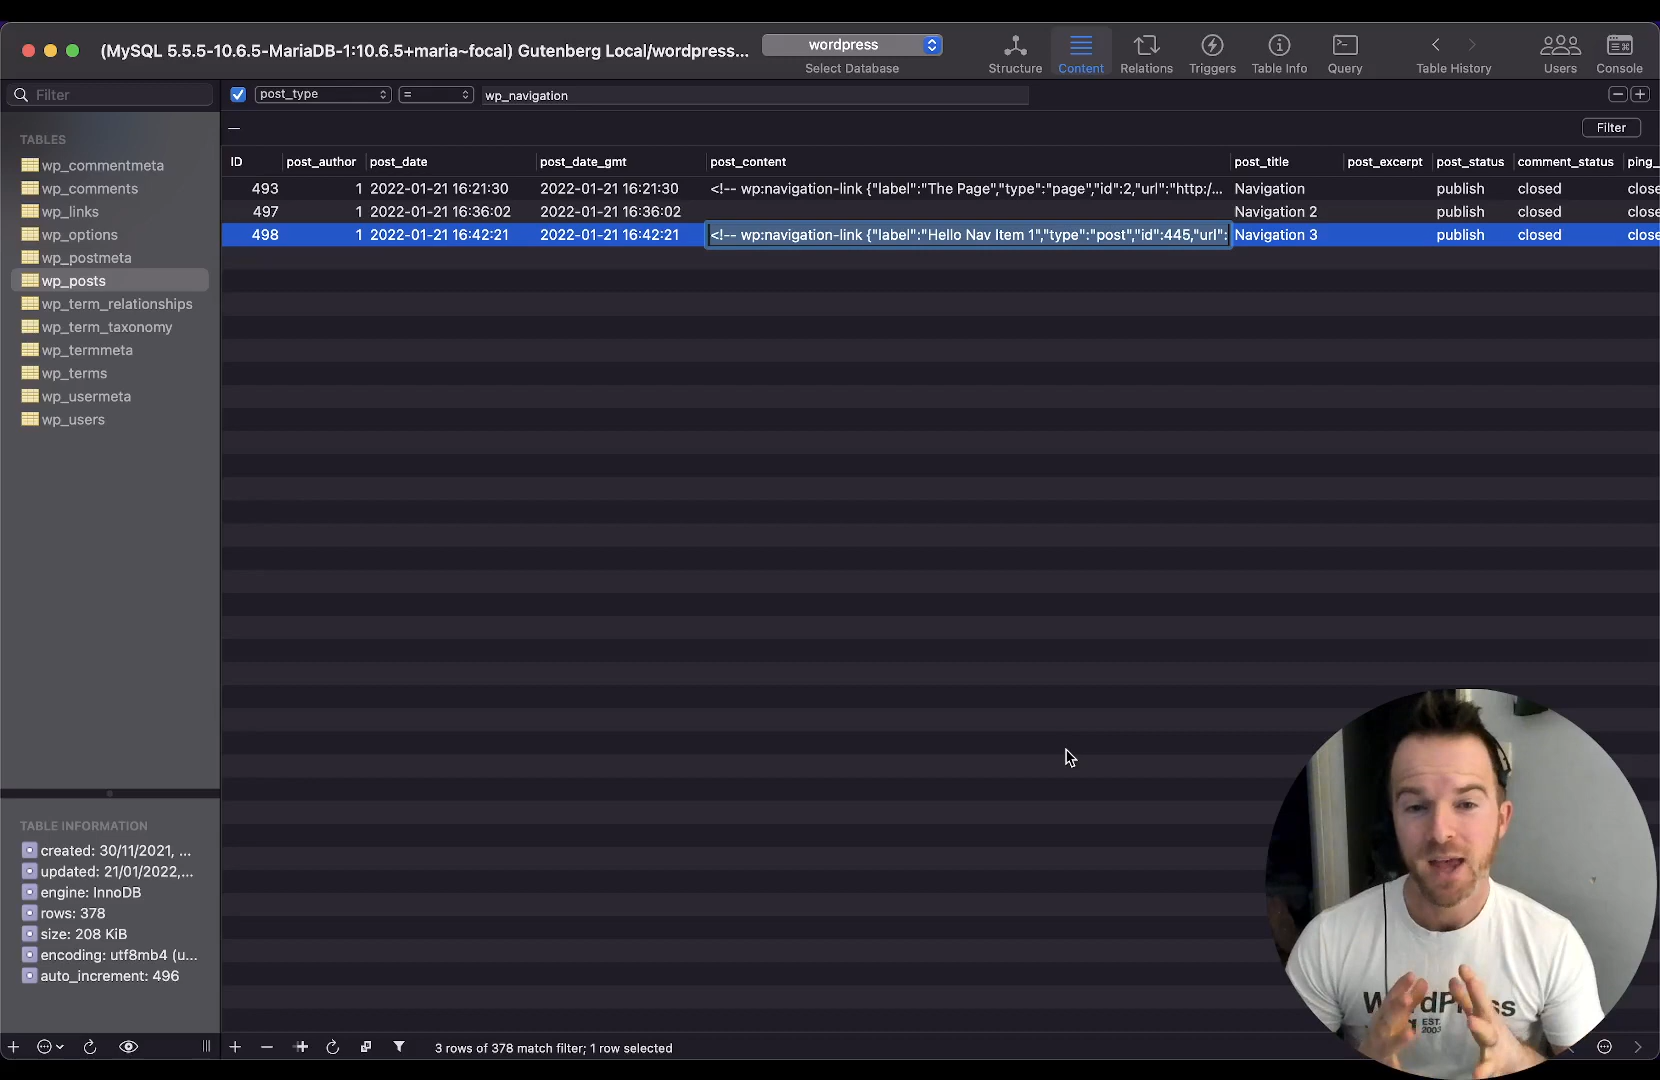 (MySQL 5.5.5-10.6.5-MariaDB-1:10.6.5+maria~focal) Gutenberg Local/wordpress...
wordpress
Select Database
Structure
Content
Relations
Triggers
Table Info
Query
Table History
Users
Console
Filter
post_type
=
wp_navigation
Filter
TABLES
wp_commentmeta
wp_comments
wp_links
wp_options
wp_postmeta
wp_posts
wp_term_relationships
wp_term_taxonomy
wp_termmeta
wp_terms
wp_usermeta
wp_users
ID post_author post_date post_date_gmt post_content post_title post_excerpt post_status comment_status ping_
493 1 2022-01-21 16:21:30 2022-01-21 16:21:30 <!-- wp:navigation-link {"label":"The Page","type":"page","id":2,"url":"http:/... Navigation publish closed close
497 1 2022-01-21 16:36:02 2022-01-21 16:36:02 Navigation 2 publish closed close
498 1 2022-01-21 16:42:21 2022-01-21 16:42:21 <!-- wp:navigation-link {"label":"Hello Nav Item 1","type":"post","id":445,"url": Navigation 3 publish closed close
TABLE INFORMATION
created: 30/11/2021, ...
updated: 21/01/2022,...
engine: InnoDB
rows: 378
size: 208 KiB
encoding: utf8mb4 (u...
auto_increment: 496
3 rows of 378 match filter; 1 row selected
EST.
2003